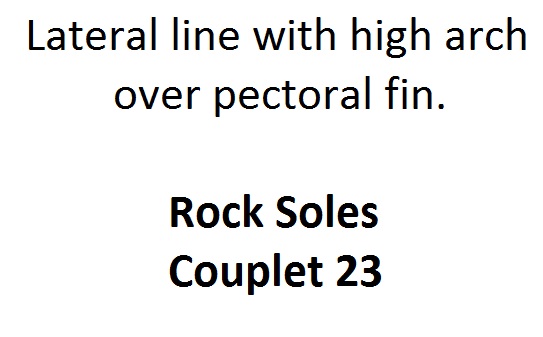 Lateral line with high arch
over pectoral fin.
Rock Soles
Couplet 23